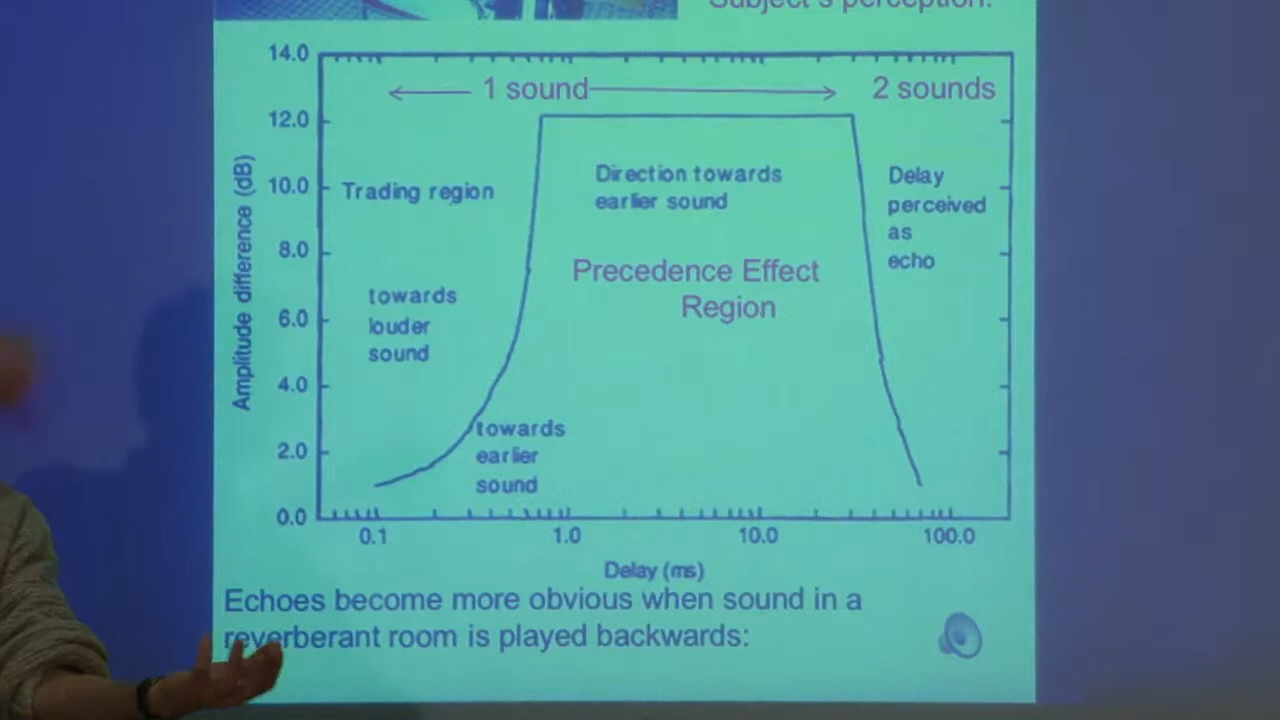 Subject's perception:
14.0
12.0
10.0
8.0
6.0
4.0
2.0
0.0
Amplitude difference (dB)
1 sound
2 sounds
Trading region
towards
louder
sound
towards
earlier
sound
Direction towards
earlier sound
Precedence Effect
Region
Delay
perceived
as
echo
0.1
1.0
10.0
100.0
Delay (ms)
Echoes become more obvious when sound in a
reverberant room is played backwards: